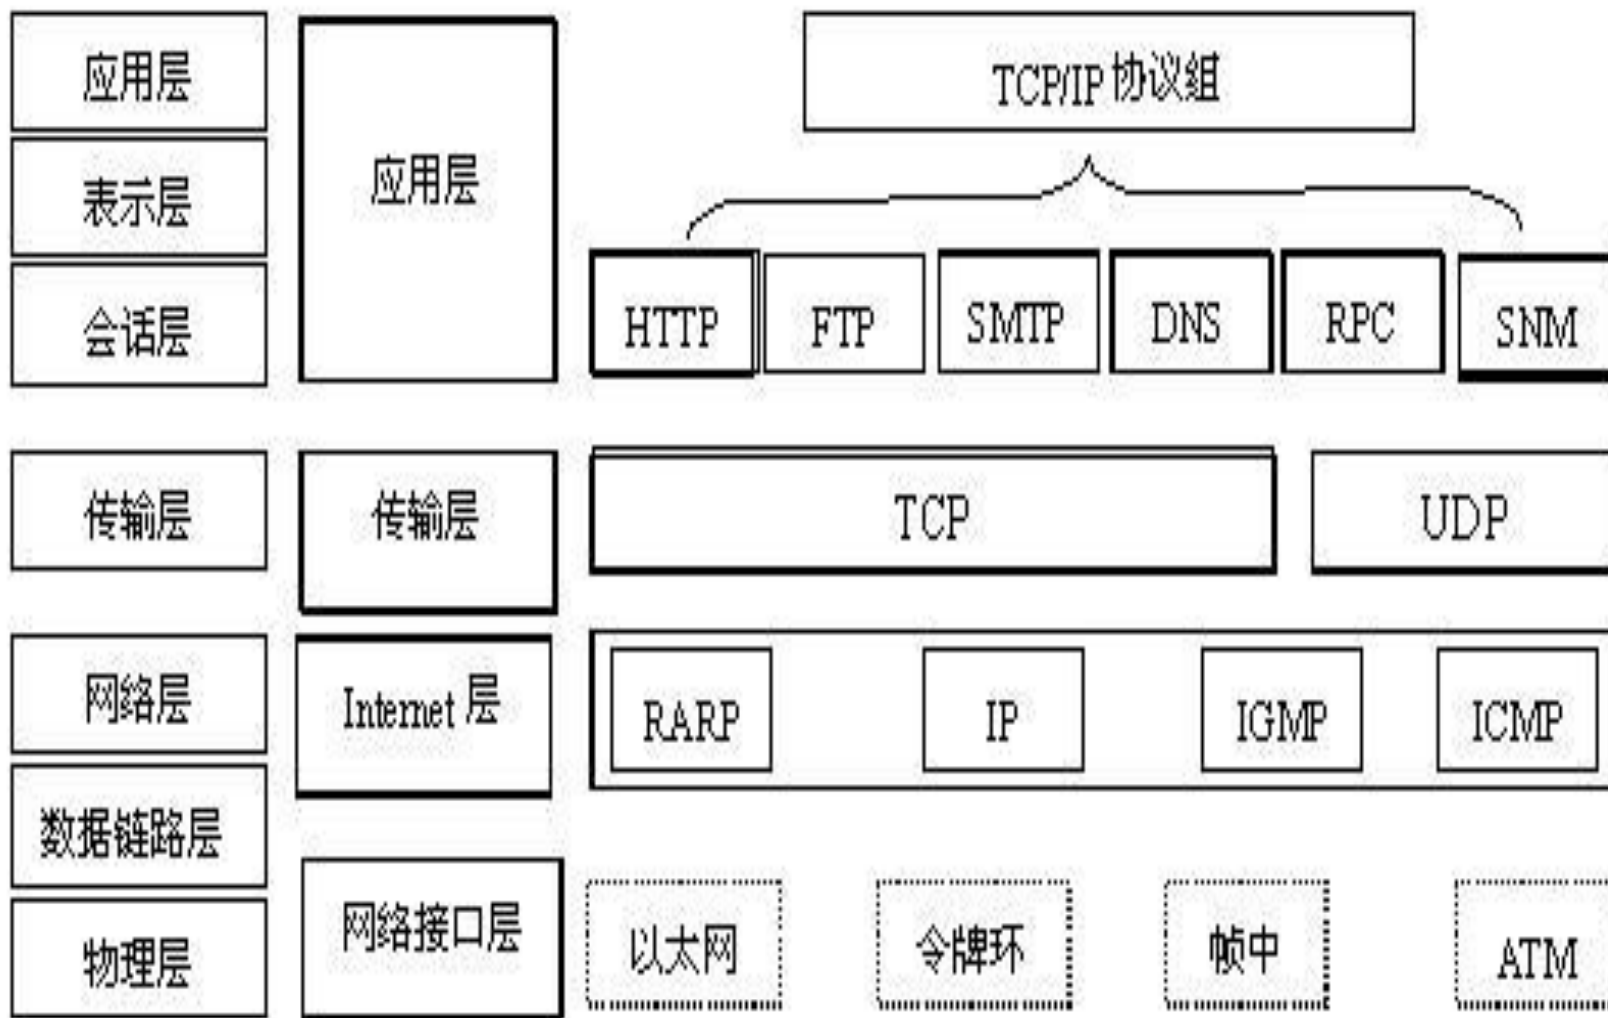 应用层
表示层
会话层
传输层
网络层
数据链路层
物理层
应用层
传输层
Internet 层
网络接口层
TCP/IP 协议组
HTTP FTP SMTP DNS RPC SNM
TCP UDP
RARP IP IGMP ICMP
以太网 令牌环 帧中 ATM